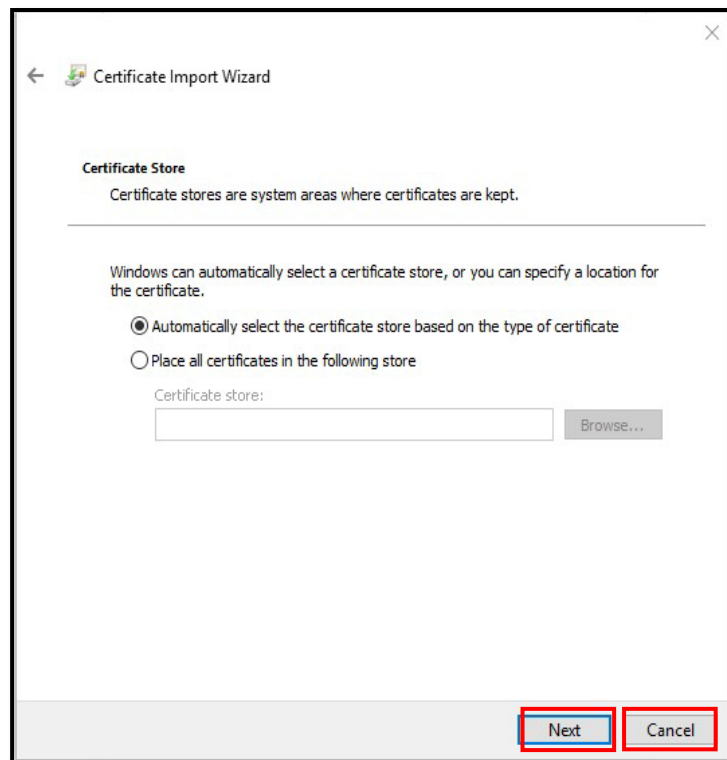 Certificate Import Wizard
Certificate Store
Certificate stores are system areas where certificates are kept.
Windows can automatically select a certificate store, or you can specify a location for
the certificate.
Automatically select the certificate store based on the type of certificate
Place all certificates in the following store
Certificate store:
Browse...
Next Cancel